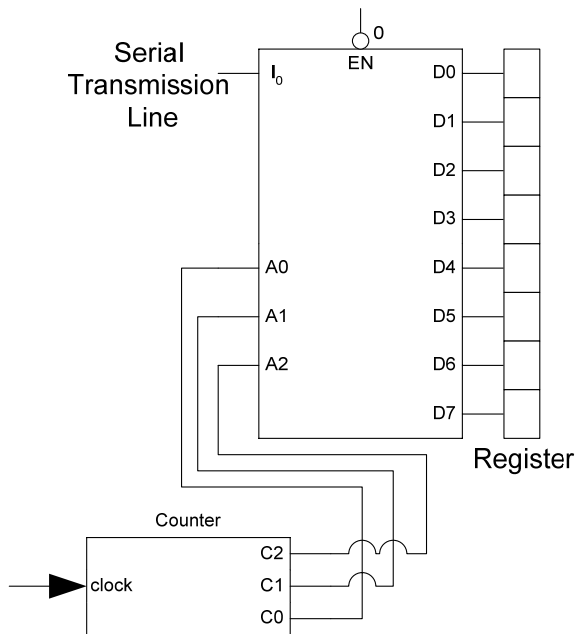 0
EN
Serial
Transmission
Line
I0
D0
D1
D2
D3
A0
D4
A1
D5
A2
D6
D7
Register
Counter
C2
clock
C1
C0